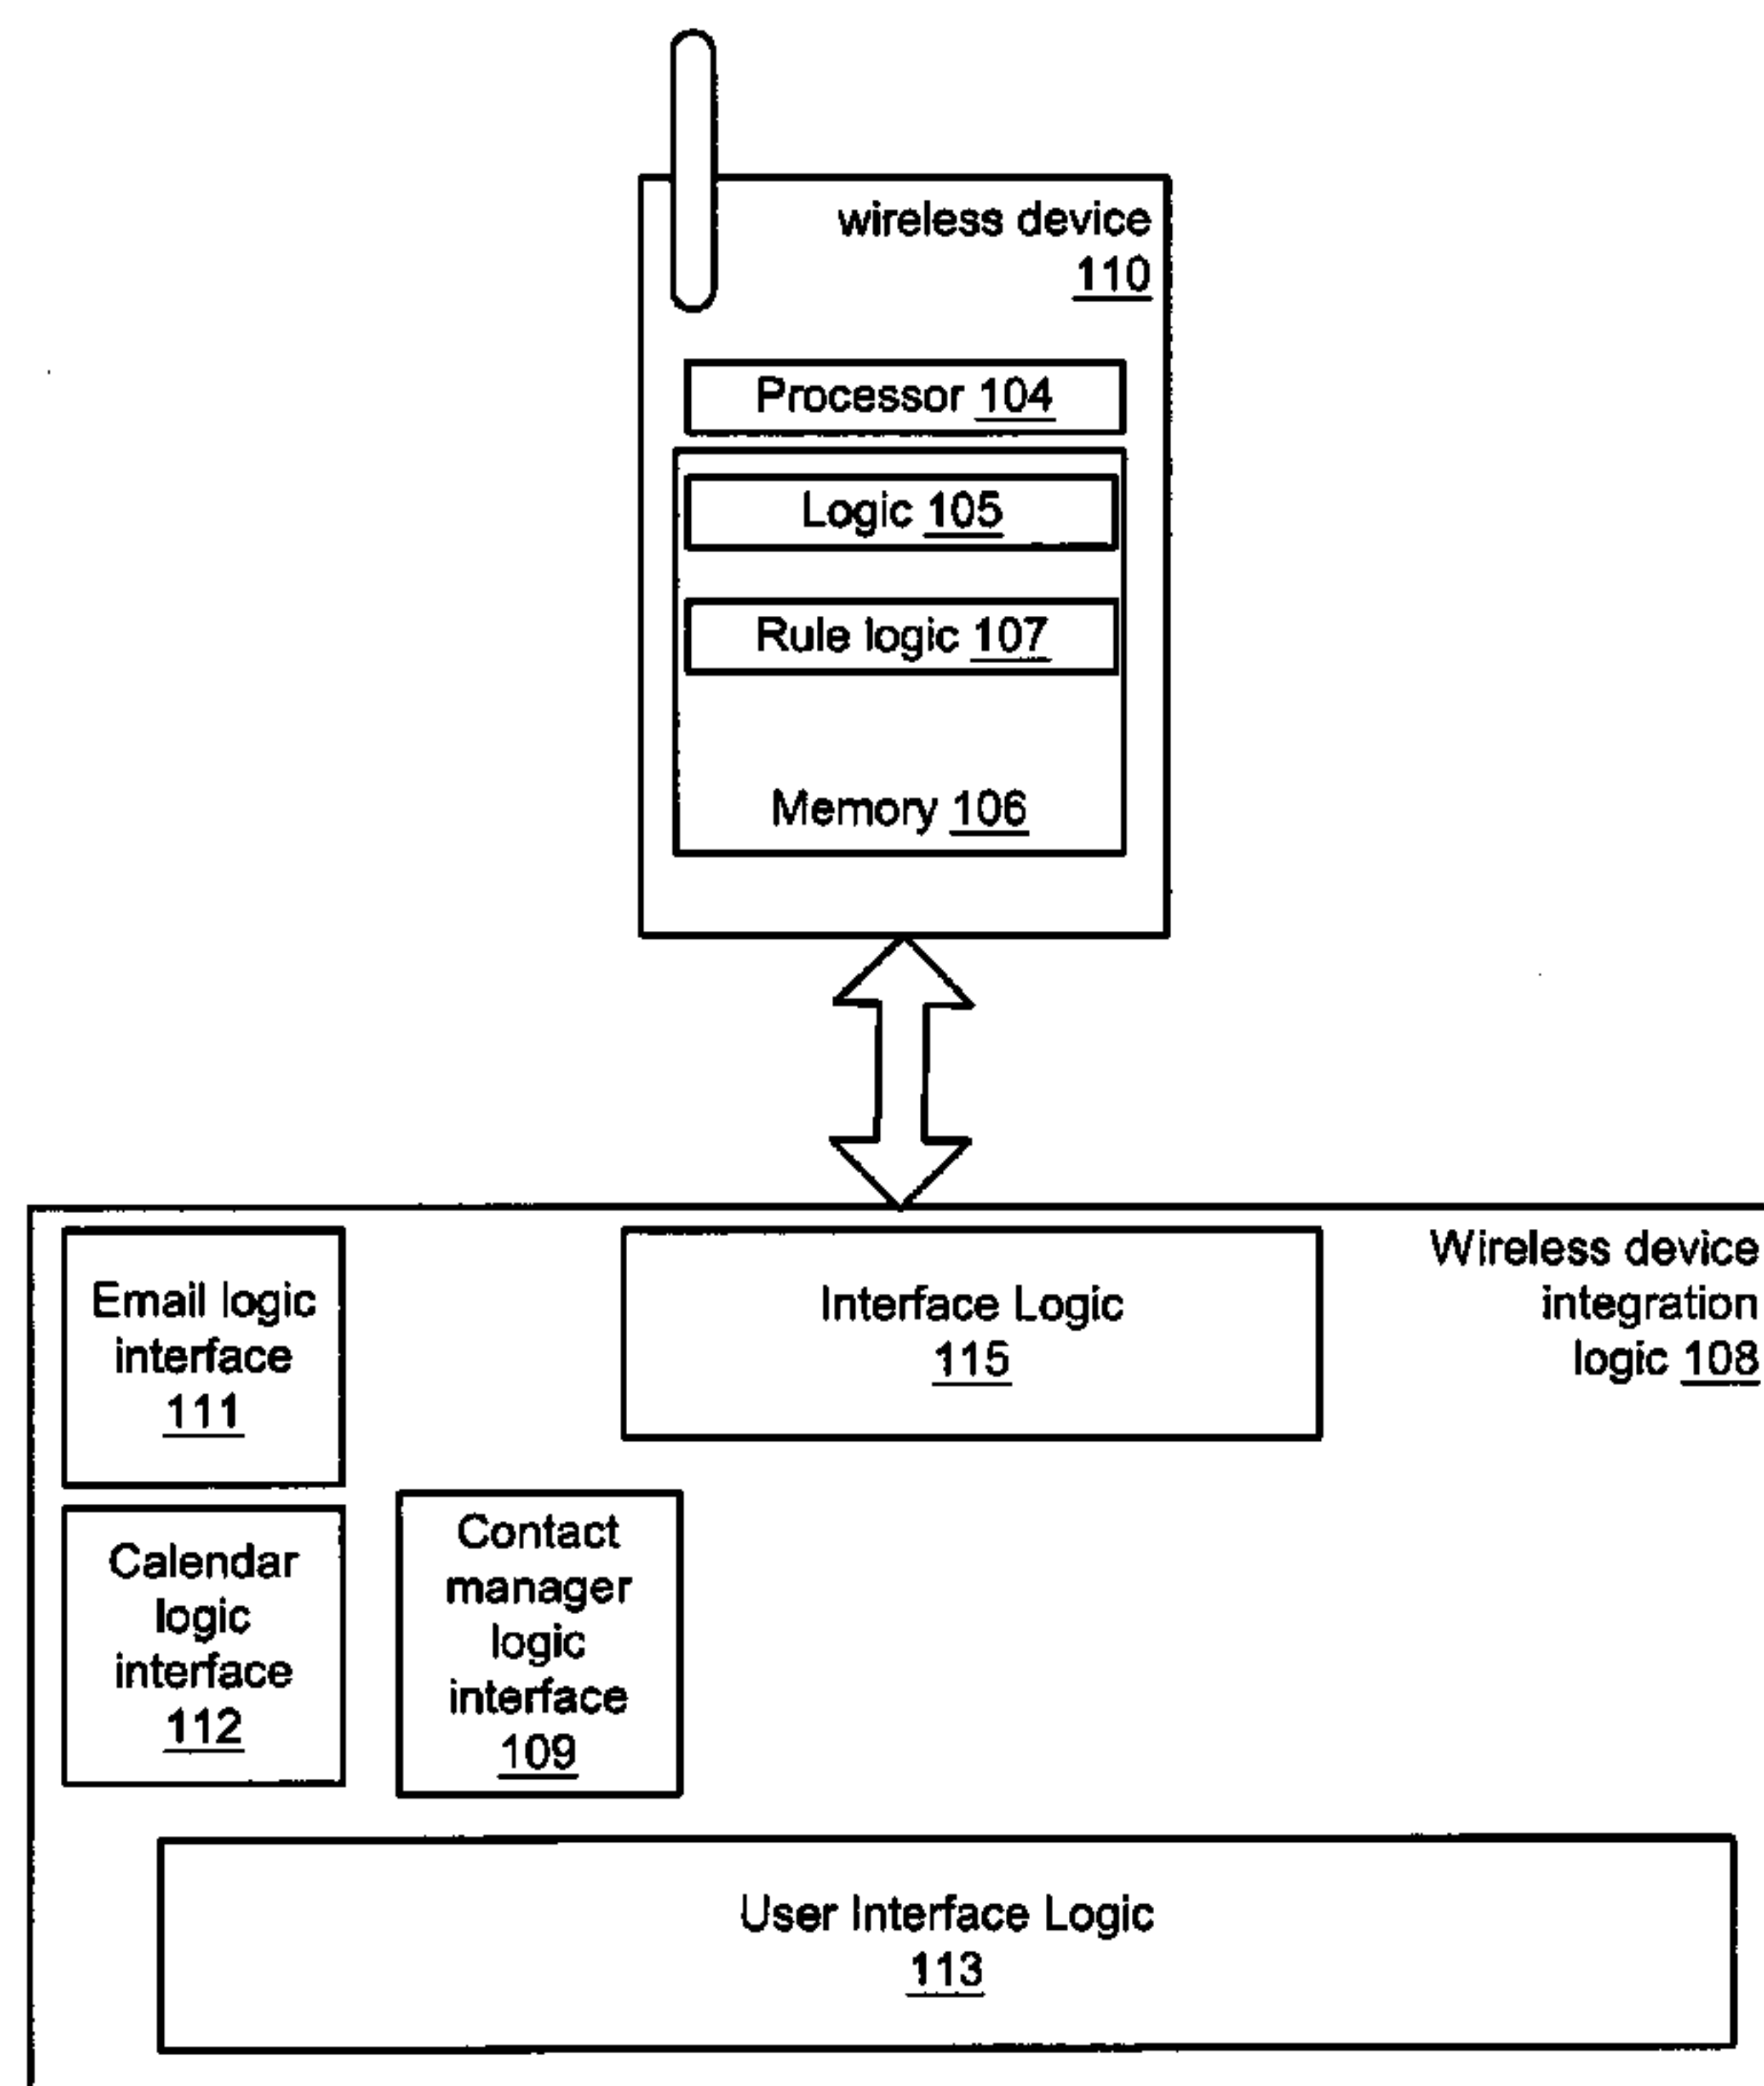 wireless device
110
Processor 104
Logic 105
Rule logic 107
Memory 106
Wireless device
integration
logic 108
Email logic
interface
111
Interface Logic
115
Calendar
logic
interface
112
Contact
manager
logic
interface
109
User Interface Logic
113